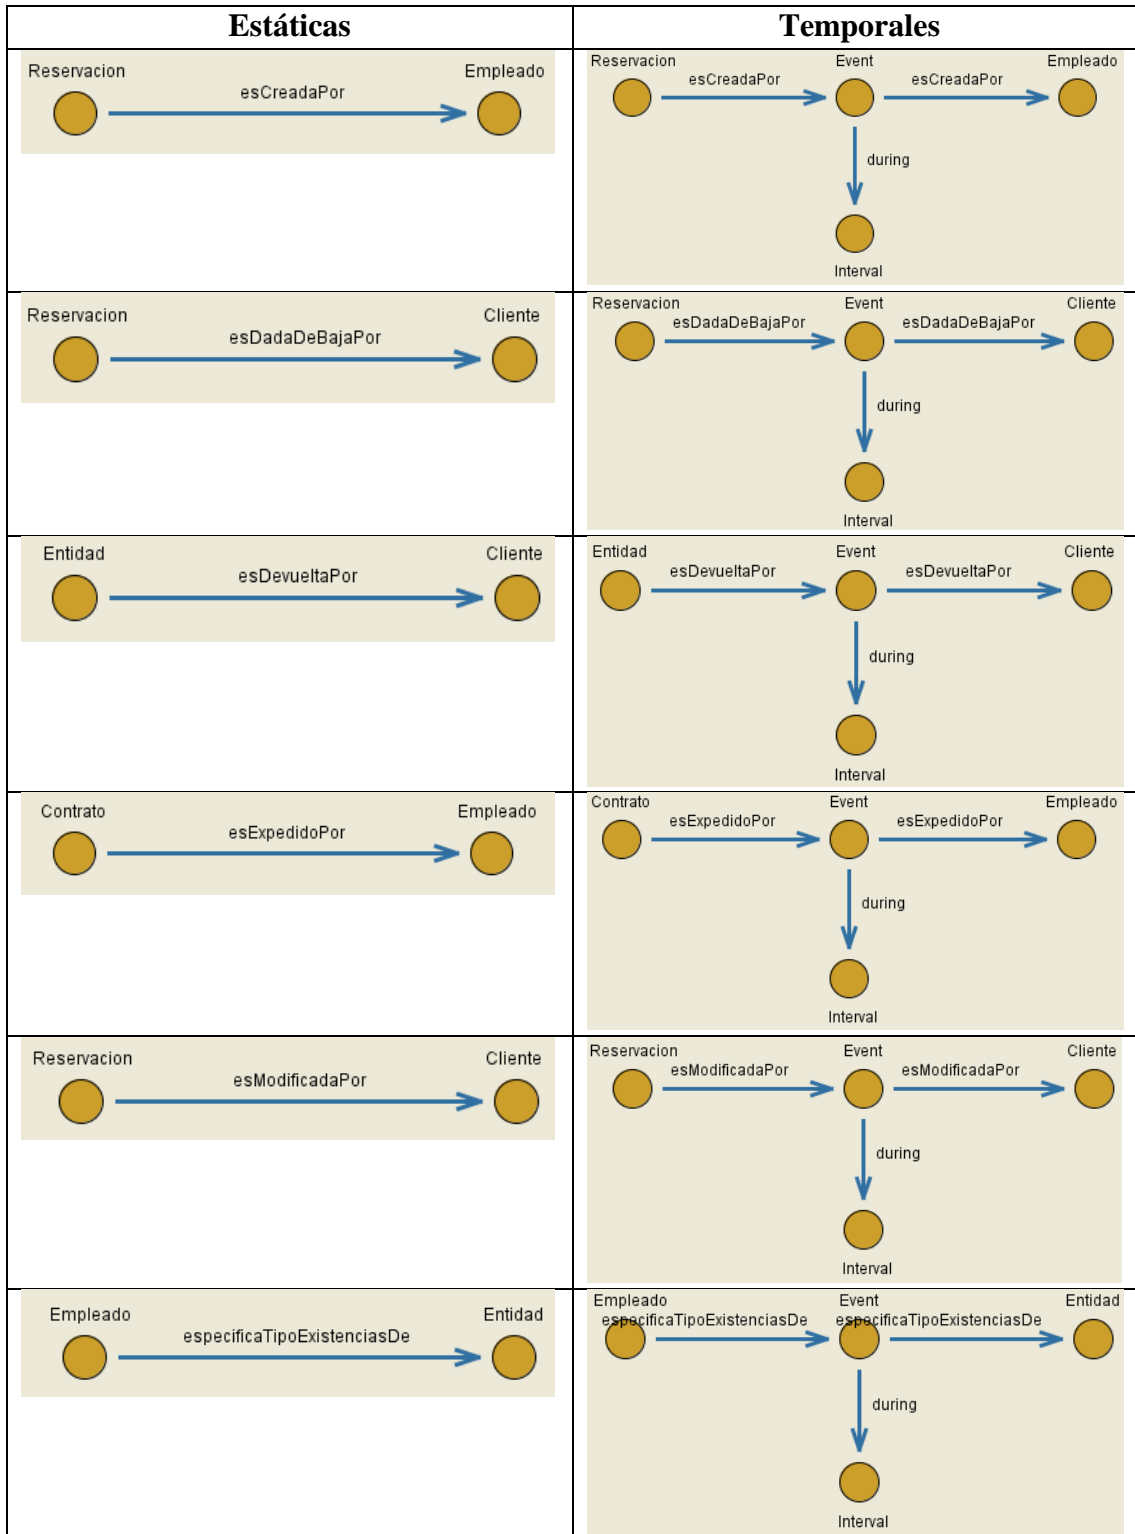 Estáticas Temporales
Reservacion Empleado
esCreadaPor
Reservacion Event Empleado
esCreadaPor esCreadaPor
during
Interval
Reservacion Cliente
esDadaDeBajaPor
Reservacion Event Cliente
esDadaDeBajaPor esDadaDeBajaPor
during
Interval
Entidad Cliente
esDevueltaPor
Entidad Event Cliente
esDevueltaPor esDevueltaPor
during
Interval
Contrato Empleado
esExpedidoPor
Contrato Event Empleado
esExpedidoPor esExpedidoPor
during
Interval
Reservacion Cliente
esModificadaPor
Reservacion Event Cliente
esModificadaPor esModificadaPor
during
Interval
Empleado Entidad
especificaTipoExistenciasDe
Empleado Event Entidad
especificaTipoExistenciasDe especificaTipoExistenciasDe
during
Interval